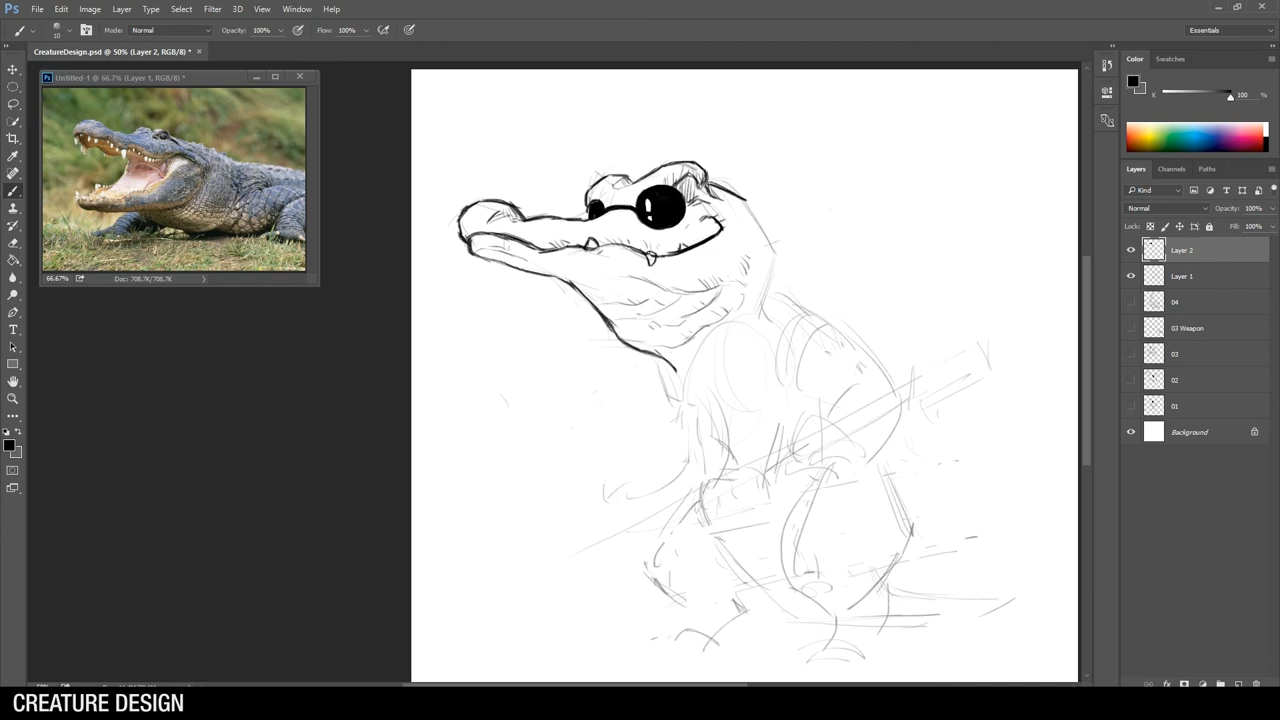 Ps File Edit Image Layer Type Select Filter 3D View Window Help
10 Mode: Normal Opacity: 100% Flow: 100% Essentials
CreatureDesign.psd @ 50% (Layer 2, RGB/8) * ×
Ps Untitled-1 @ 66.7% (Layer 1, RGB/8) *
66.67% Doc: 708.7K/708.7K
Color Swatches
K 100 %
Layers Channels Paths
Kind
Normal Opacity: 100%
Lock: Fill: 100%
Layer 2
Layer 1
04
03 Weapon
03
02
01
Background
CREATURE DESIGN